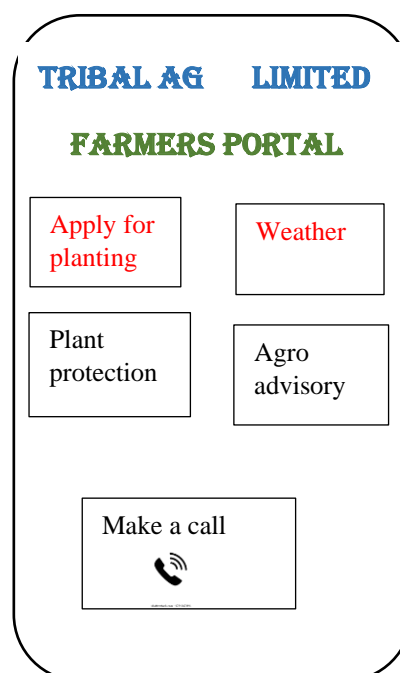 TRIBAL AG LIMITED
FARMERS PORTAL
Apply for
planting
Weather
Plant
protection
Agro
advisory
Make a call